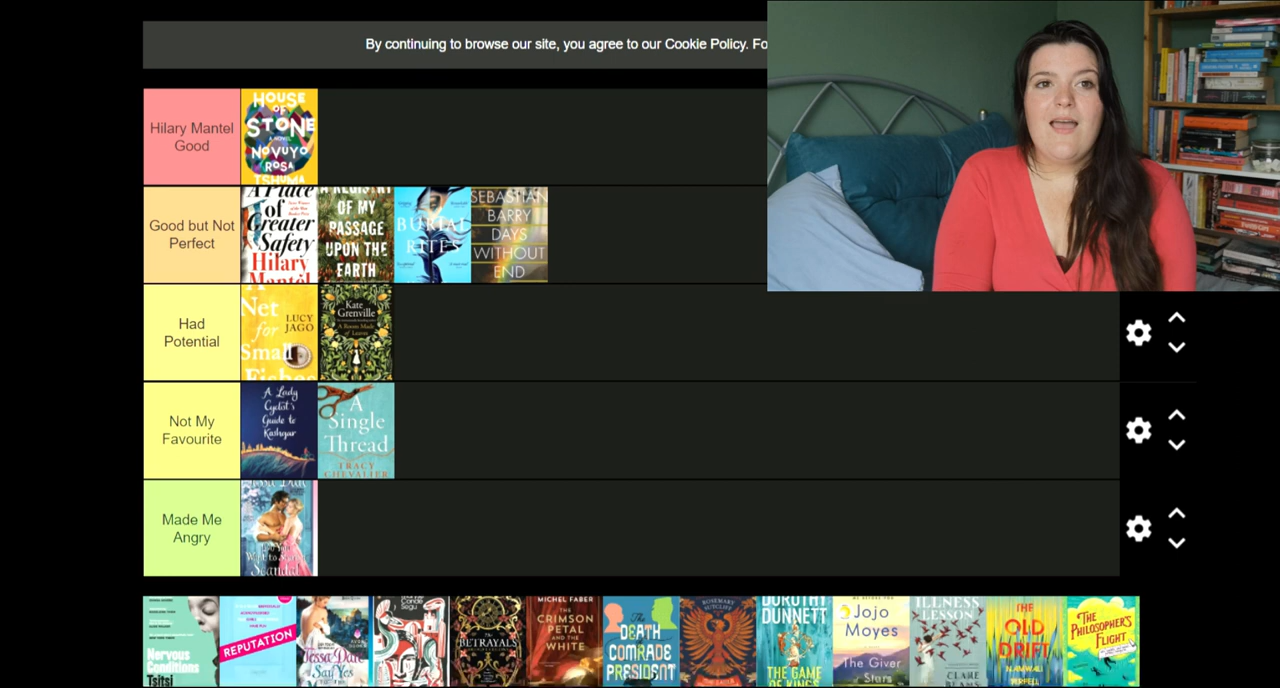 By continuing to browse our site, you agree to our Cookie Policy. Fo
Hilary Mantel
Good
HOUSE
OF
STONE
A NOVEL
NOVUYO
ROSA
TSHUMA
Good but Not
Perfect
A Place
of
Greater
Safety
Hilary
Mantel
A REGISTRY
OF MY
PASSAGE
UPON THE
EARTH
BURIAL
RITES
SEBASTIAN
BARRY
DAYS
WITHOUT
END
Had
Potential
A
Net
for
Small
Fishes
LUCY
JAGO
Kate
Grenville
A Room Made
of Leaves
Not My
Favourite
A Lady
Cyclist's
Guide to
Kashgar
A
Single
Thread
TRACY
CHEVALIER
Made Me
Angry
Tessa Dare
Scandal
Nervous
Conditions
Tsitsi
REPUTATION
Tessa Dare
Say Yes
THE
BETRAYALS
MICHEL FABER
THE
CRIMSON
PETAL
AND THE
WHITE
The
DEATH
of
COMRADE
PRESIDENT
ROSEMARY
SUTCLIFF
DOROTHY
DUNNETT
THE GAME
OF KINGS
Jojo
Moyes
The Giver
Stars
ILLNESS
LESSON
CLARE
BEAMS
THE
OLD
DRIFT
NAMWALI
SERPELL
THE
PHILOSOPHER'S
FLIGHT